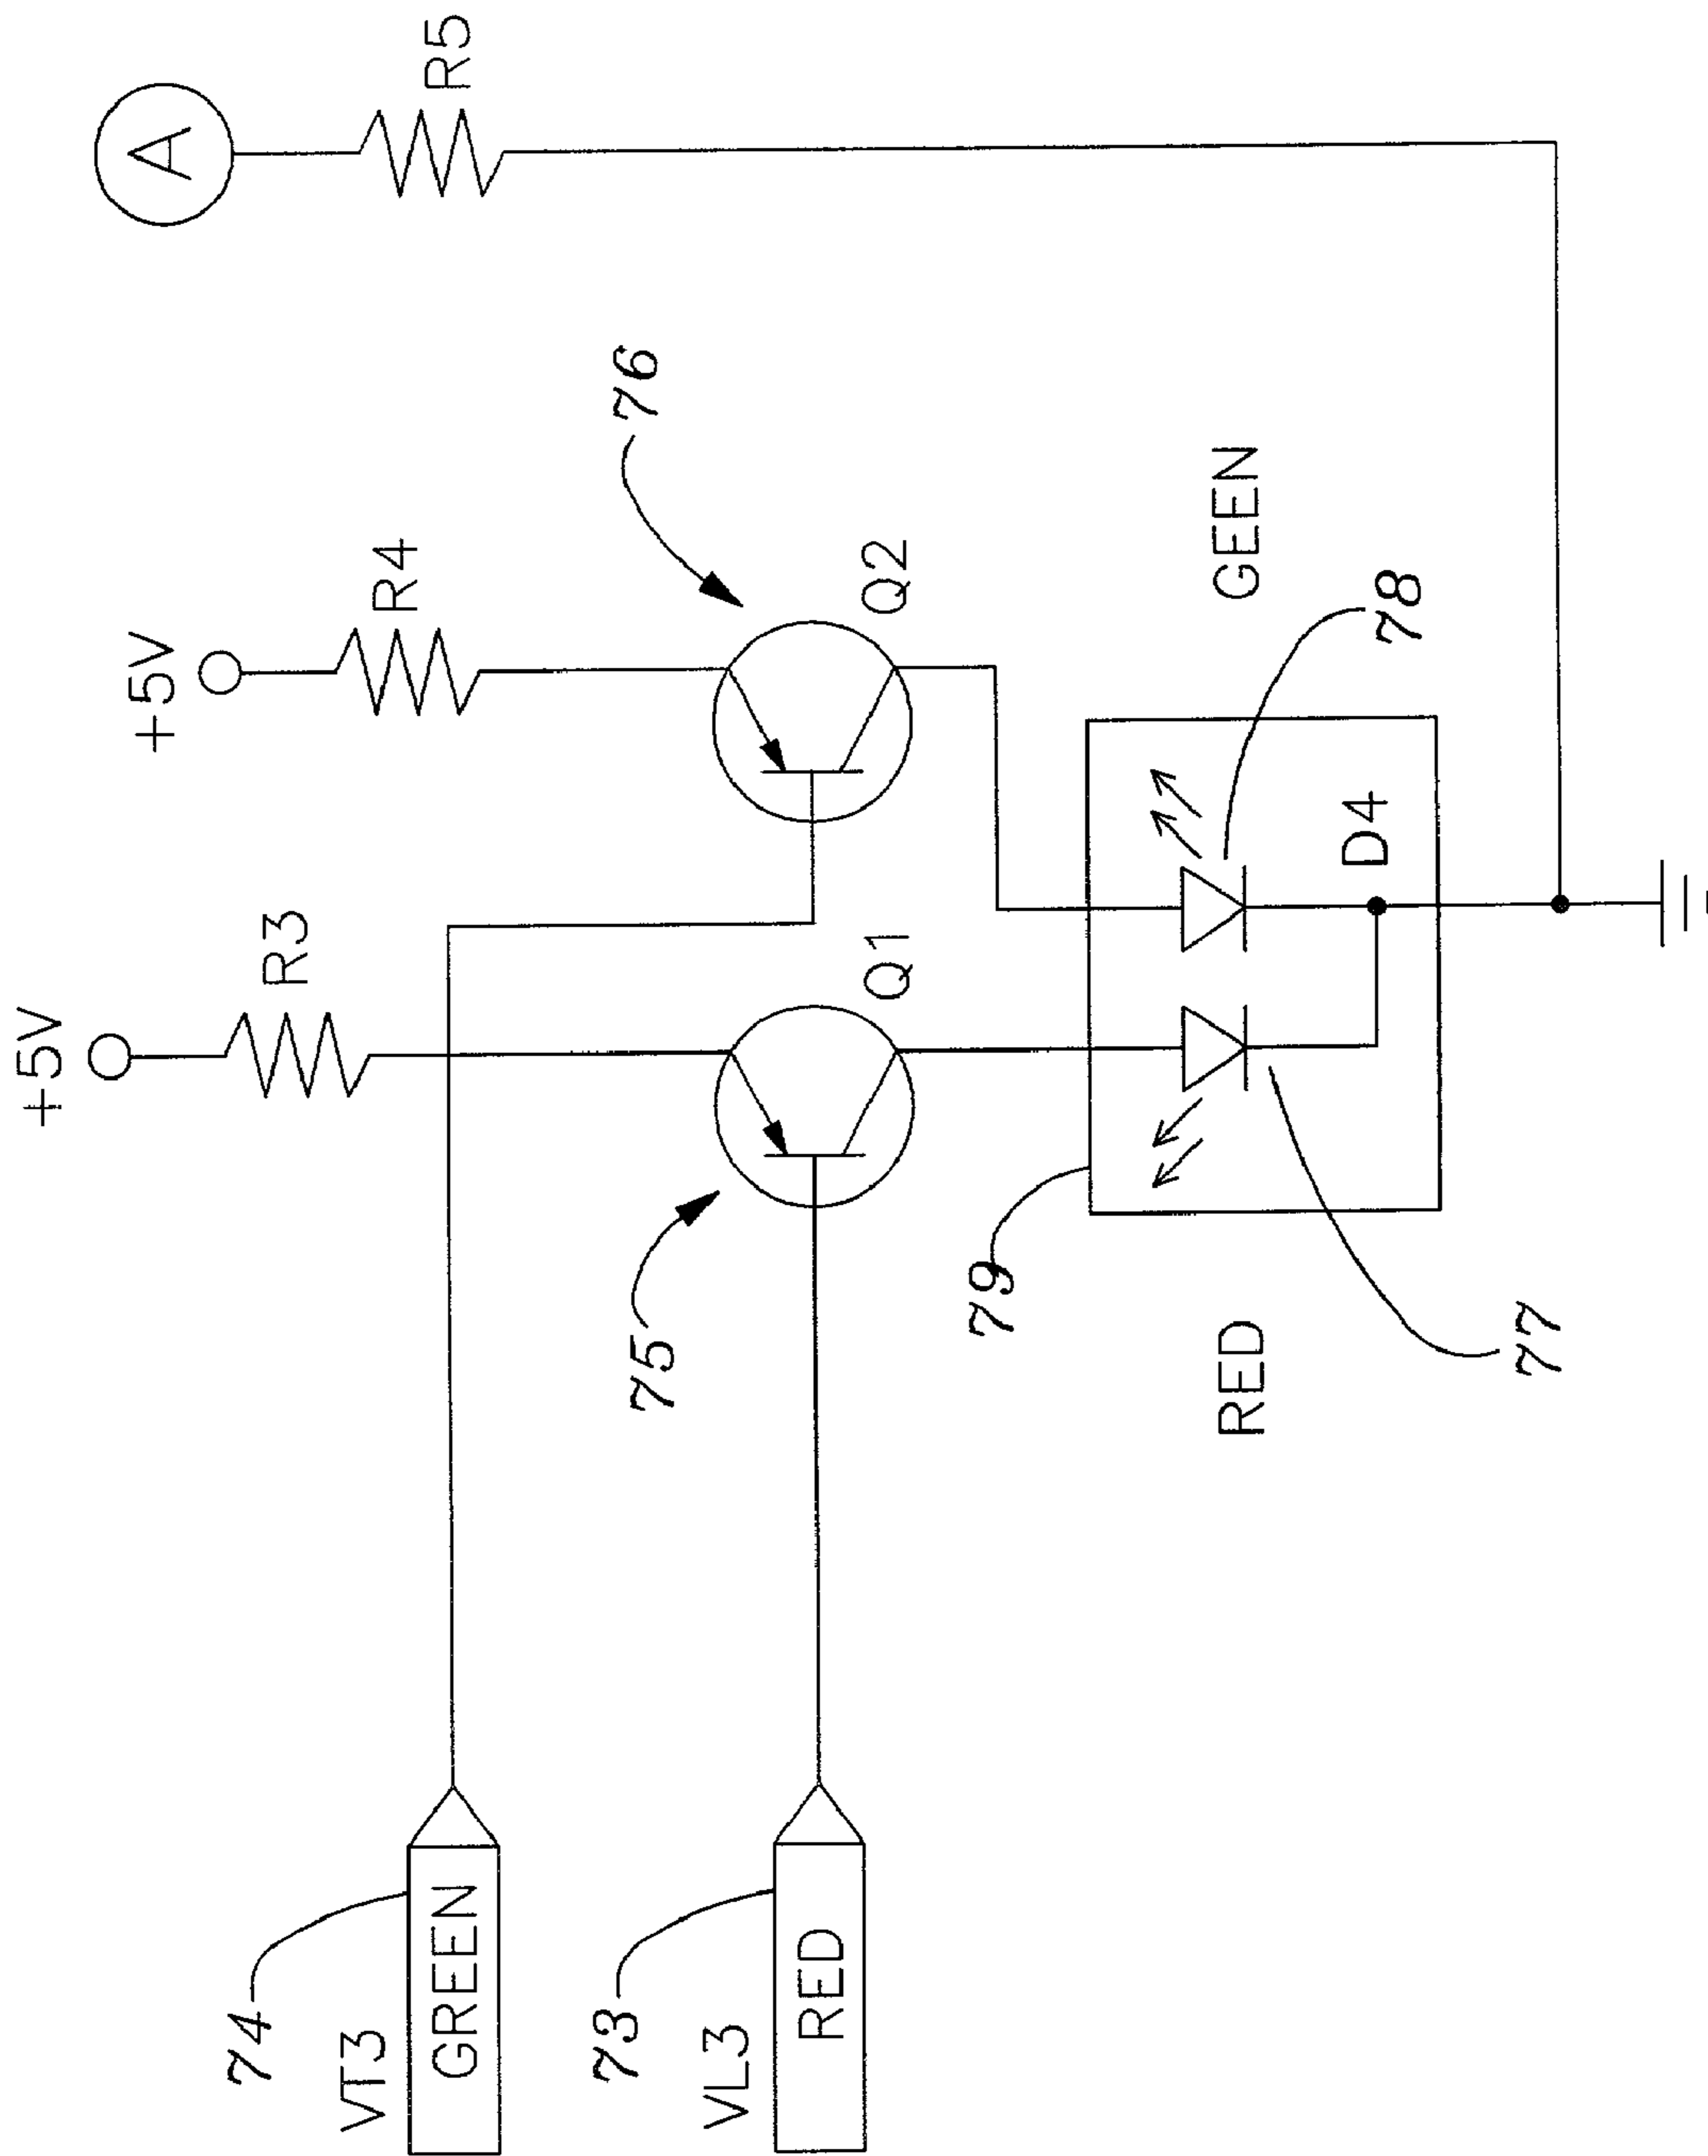 A
R5
+5V
R4
76
Q2
GEEN
78
D4
+5V
R3
Q1
75
79
RED
77
74
VT3
GREEN
73
VL3
RED